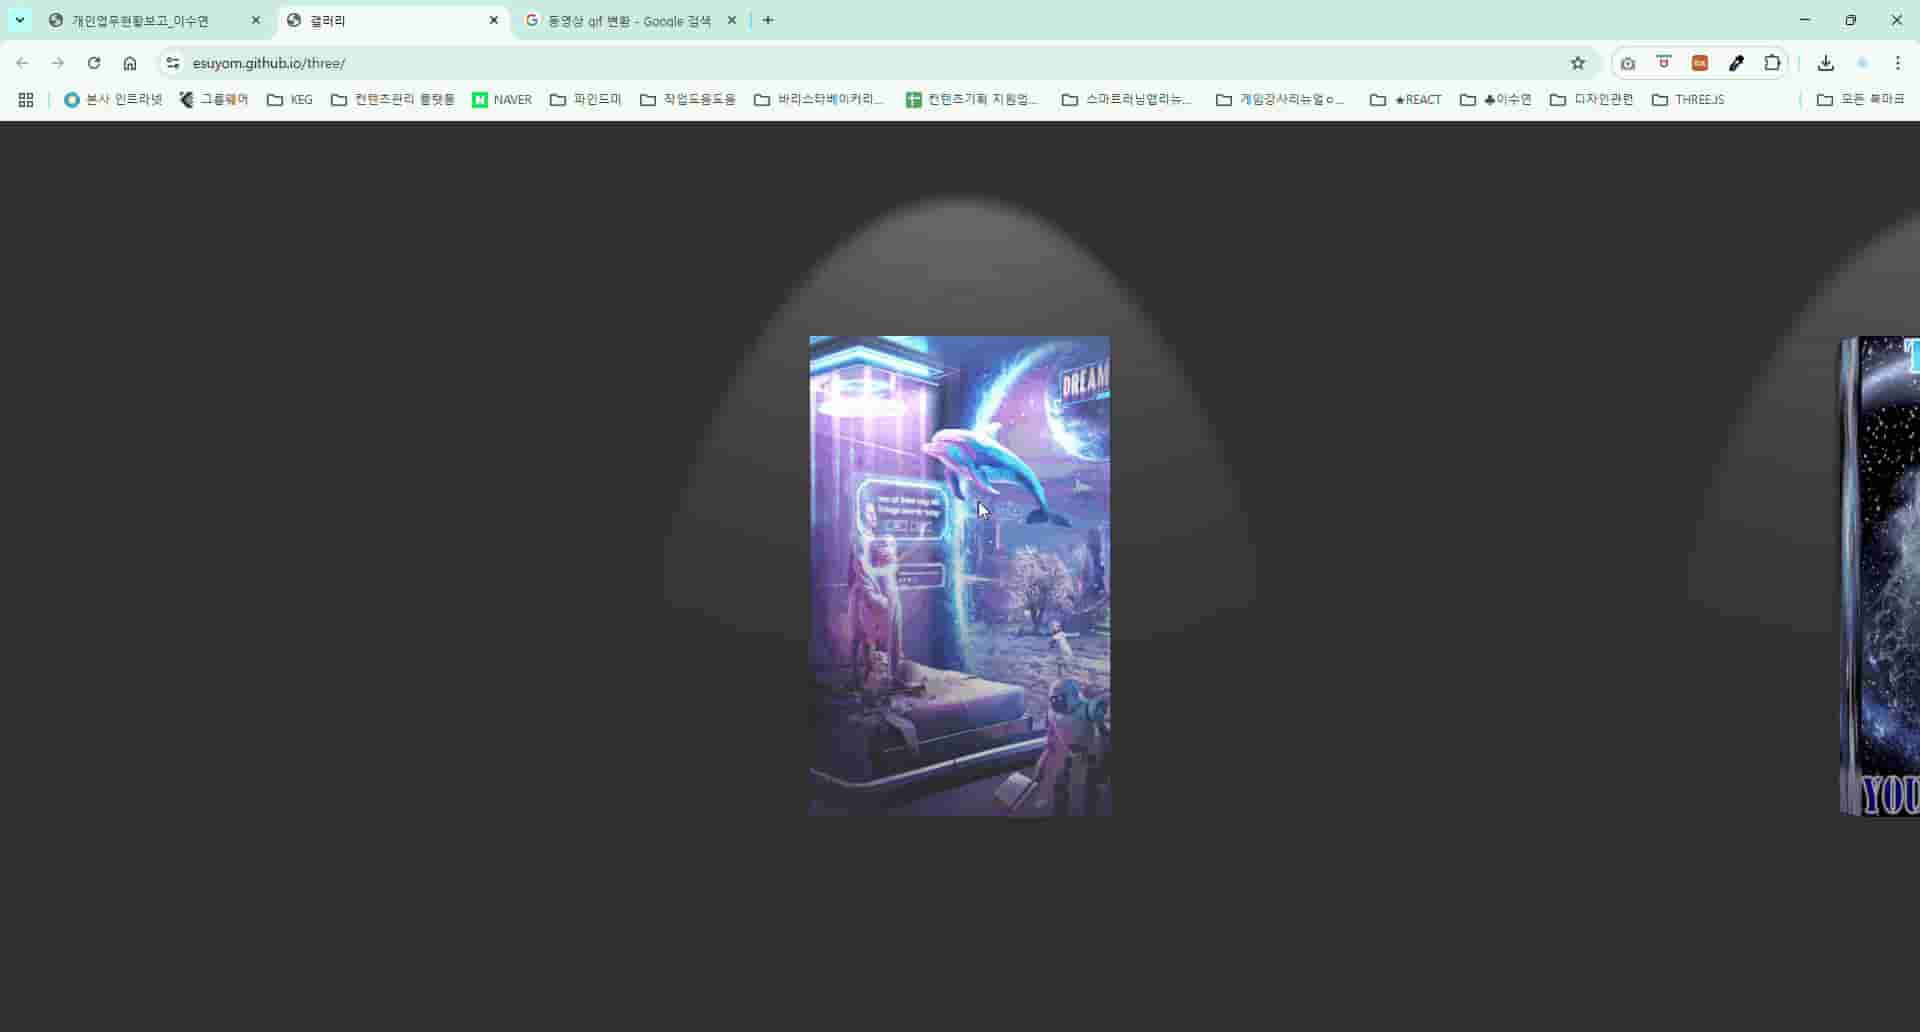 개인업무현황보고_이수연
갤러리
동영상 gif 변환 - Google 검색
esuyom.github.io/three/
본사 인트라넷
그룹웨어
KEG
컨텐츠관리 플랫폼
NAVER
파인드미
작업도움도움
바리스타베이커리...
컨텐츠기획 지원업...
스마트러닝앱리뉴...
게임강사리뉴얼o...
★REACT
♣이수연
디자인관련
THREEJS
모든 북마크
DREAM
YOU